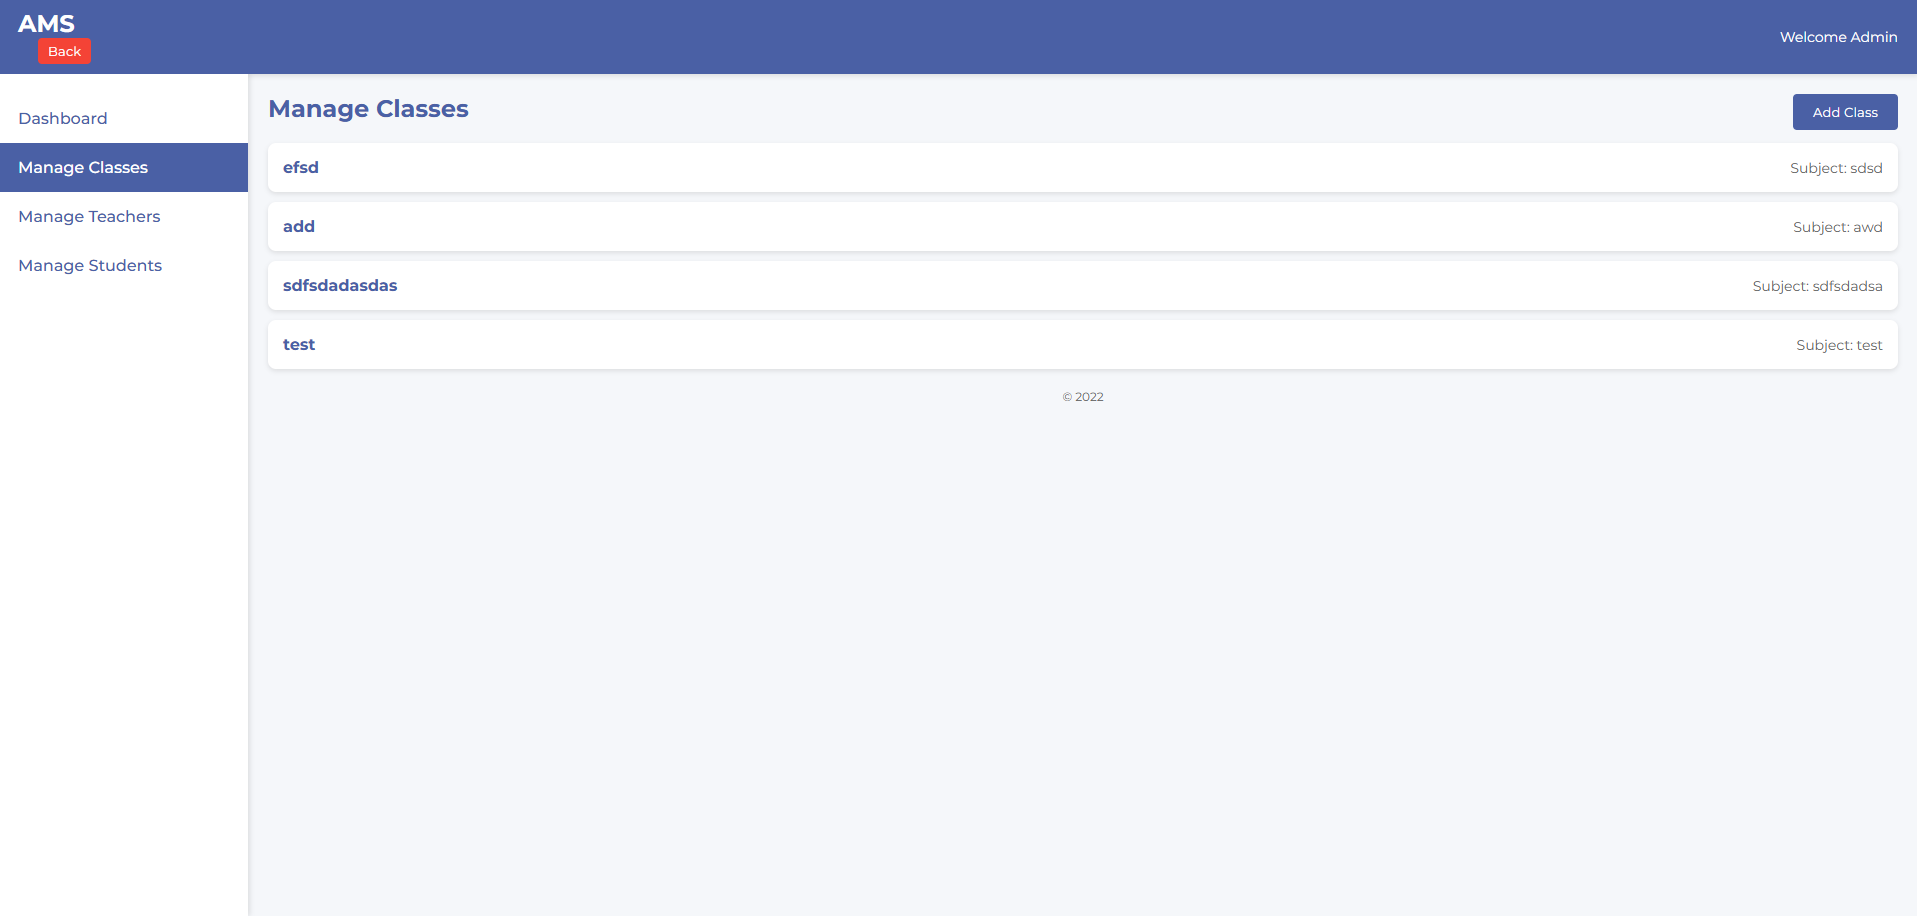 AMS
Back
Welcome Admin
Dashboard
Manage Classes
Manage Teachers
Manage Students
Manage Classes
Add Class
efsd
Subject: sdsd
add
Subject: awd
sdfsdadasdas
Subject: sdfsdadsa
test
Subject: test
© 2022